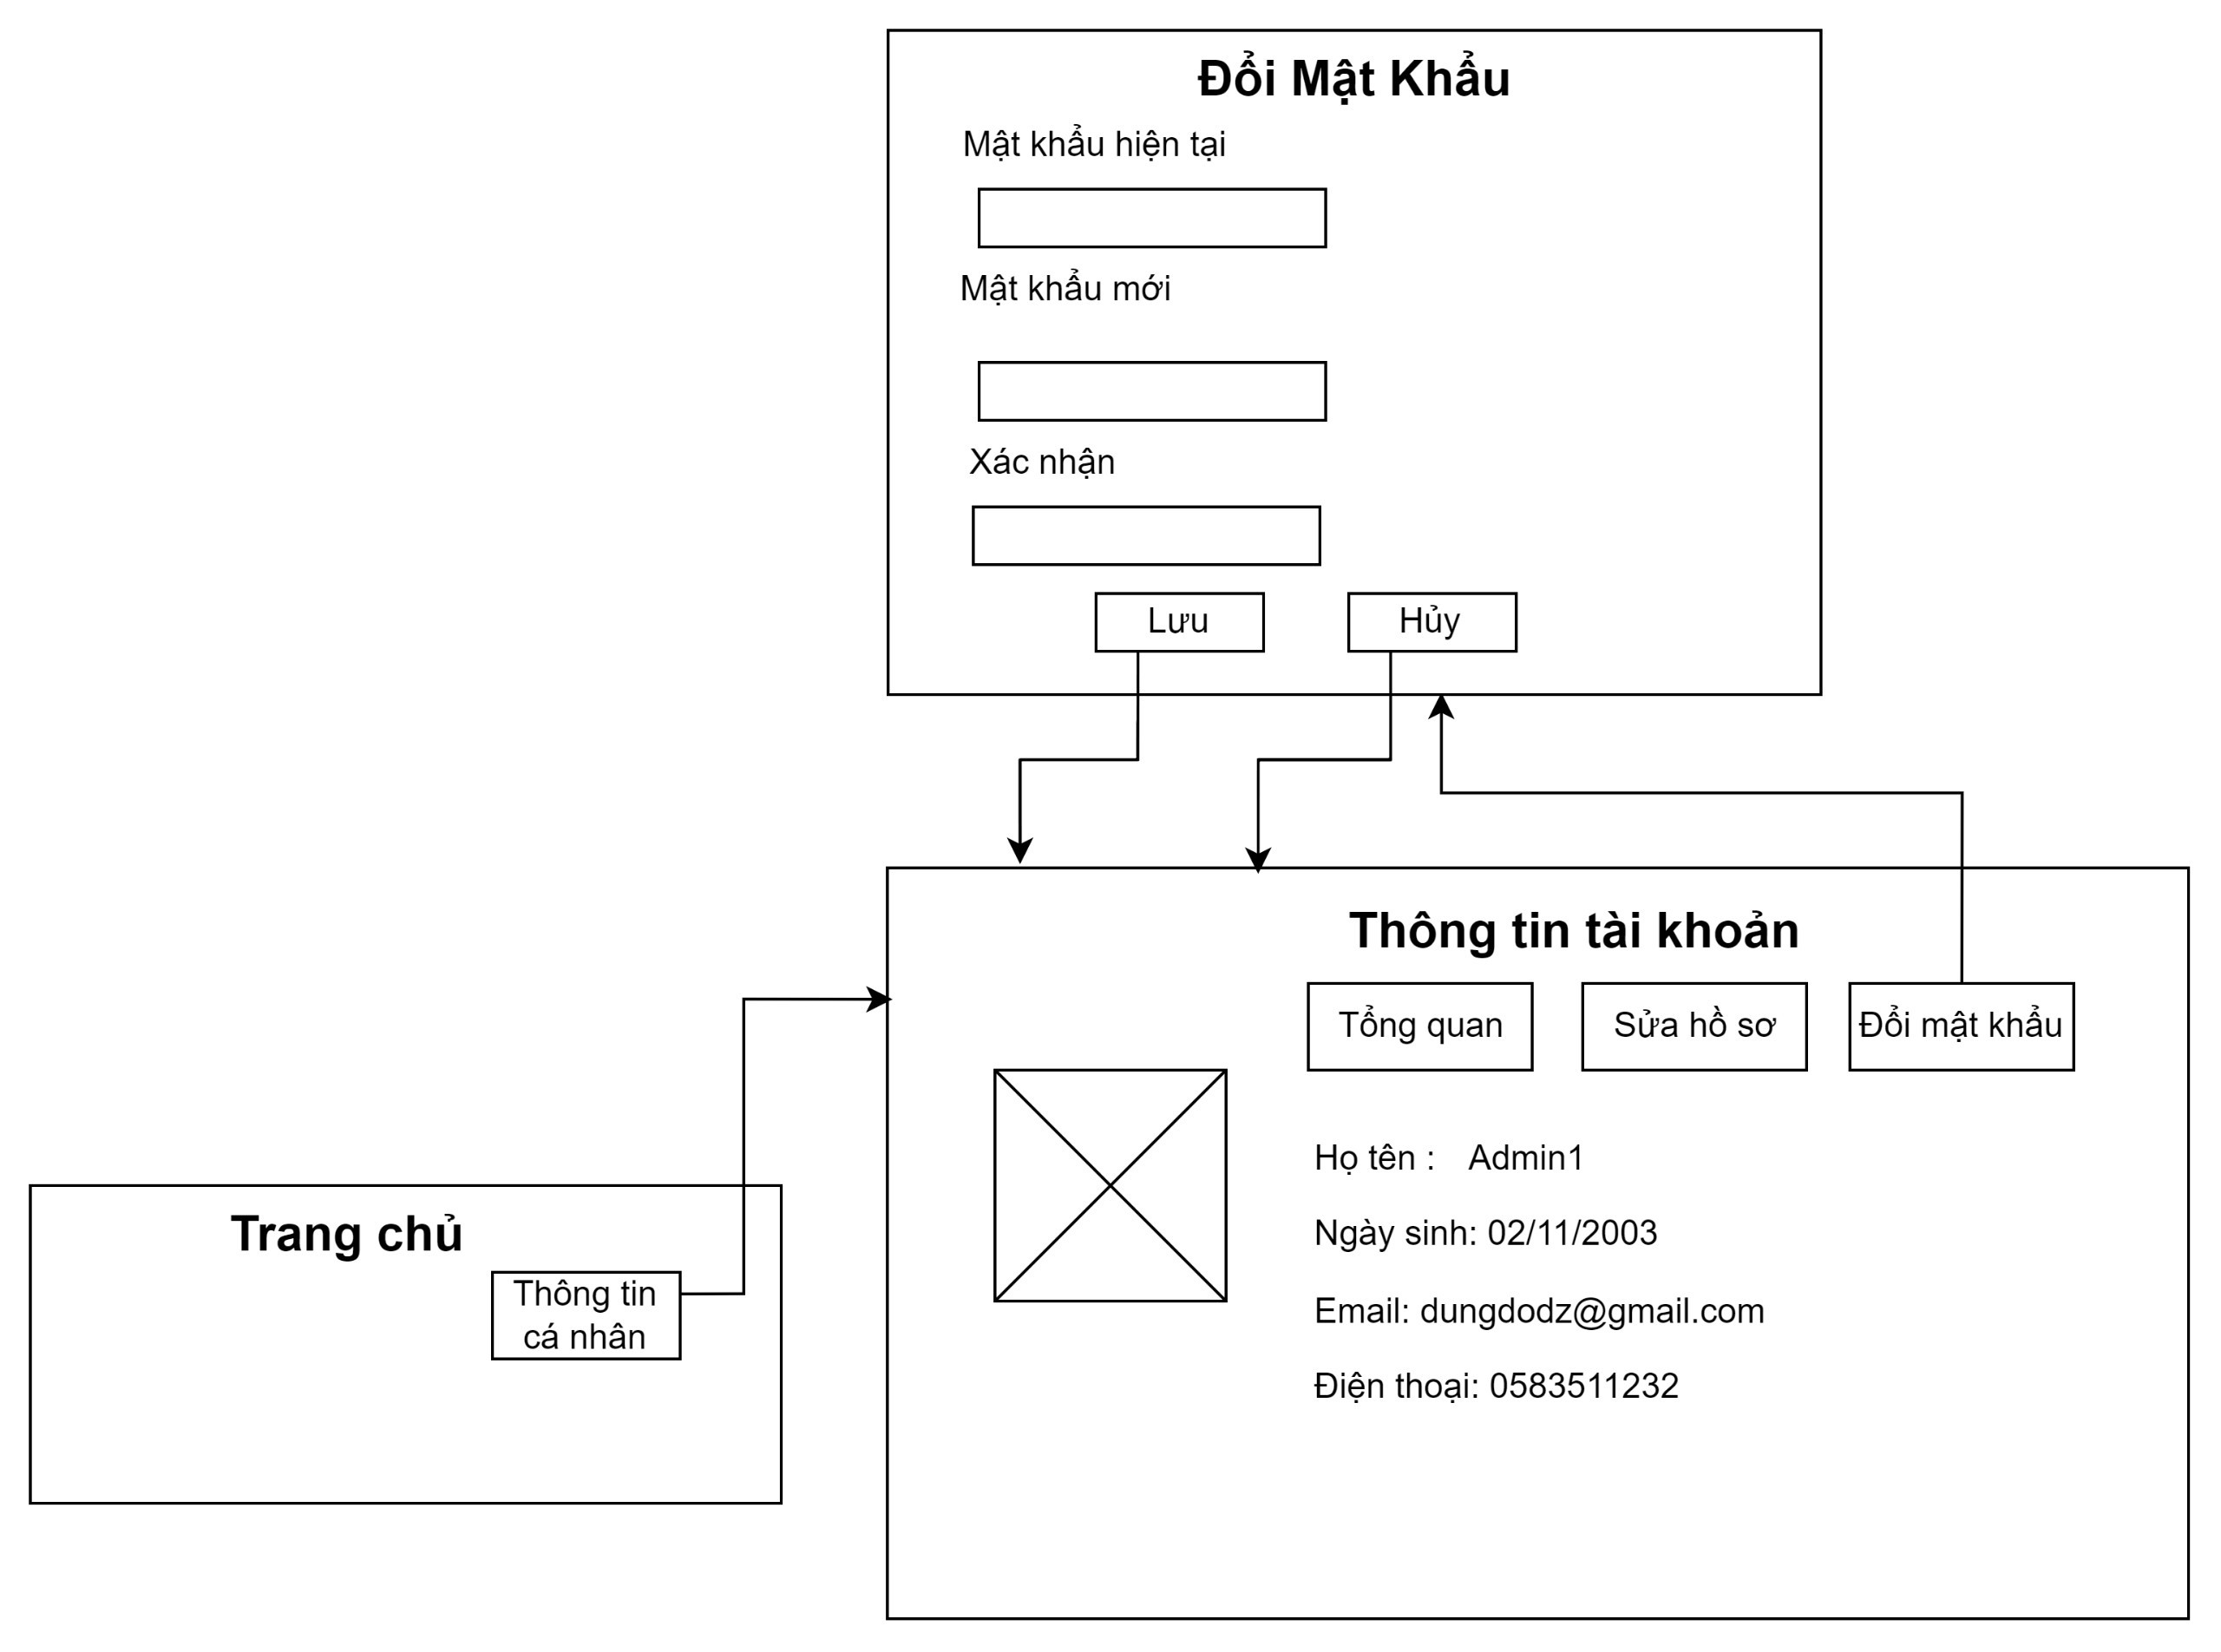 Đổi Mật Khẩu
Mật khẩu hiện tại
Mật khẩu mới
Xác nhận
Lưu
Hủy
Thông tin tài khoản
Tổng quan
Sửa hồ sơ
Đổi mật khẩu
Họ tên : Admin1
Ngày sinh: 02/11/2003
Email: dungdodz@gmail.com
Điện thoại: 0583511232
Trang chủ
Thông tin
cá nhân